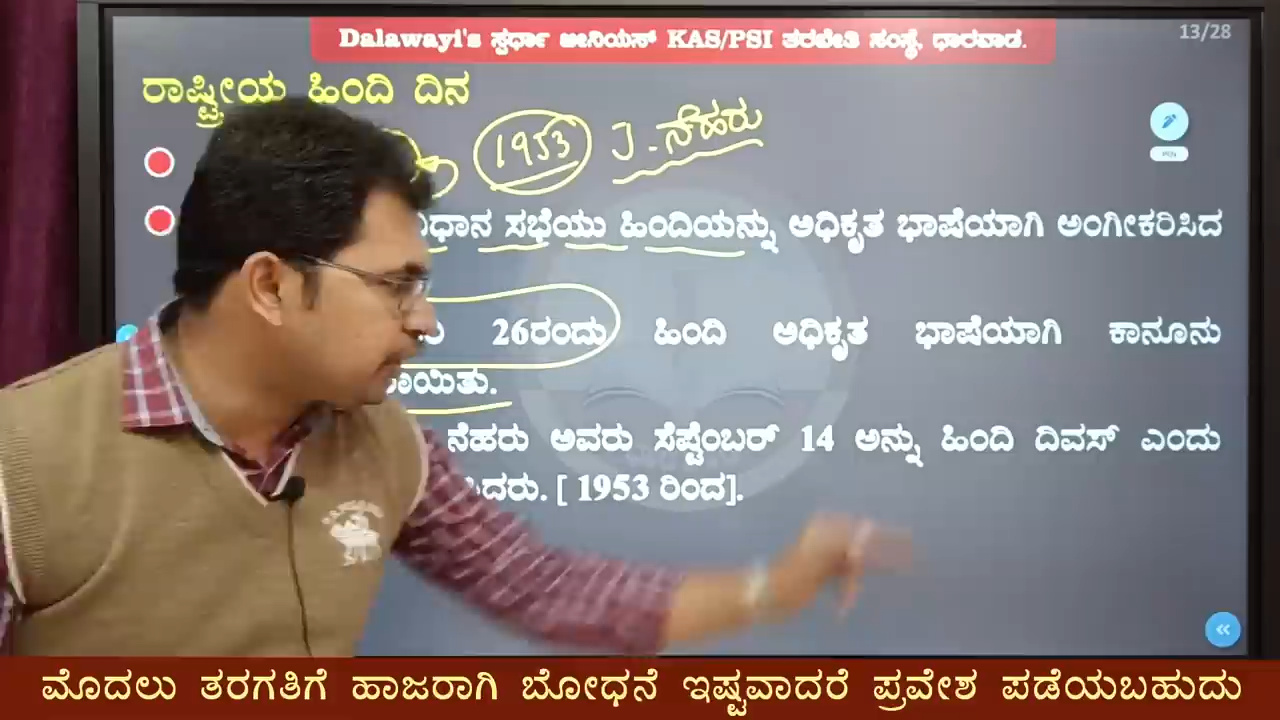 Dalawayi's ಸ್ಪರ್ಧಾ ಜೀನಿಯಸ್ KAS/PSI ತರಬೇತಿ ಸಂಸ್ಥೆ, ಧಾರವಾಡ.
13/28
ರಾಷ್ಟ್ರೀಯ ಹಿಂದಿ ದಿನ
1953 J. ನೆಹರು
ಸಭೆಯು ಹಿಂದಿಯನ್ನು ಅಧಿಕೃತ ಭಾಷೆಯಾಗಿ ಅಂಗೀಕರಿಸಿದ
26ರಂದು ಹಿಂದಿ ಅಧಿಕೃತ ಭಾಷೆಯಾಗಿ ಕಾನೂನು
ನೆಹರು ಅವರು ಸೆಪ್ಟೆಂಬರ್ 14 ಅನ್ನು ಹಿಂದಿ ದಿವಸ್ ಎಂದು
[ 1953 ರಿಂದ].
ಮೊದಲು ತರಗತಿಗೆ ಹಾಜರಾಗಿ ಬೋಧನೆ ಇಷ್ಟವಾದರೆ ಪ್ರವೇಶ ಪಡೆಯಬಹುದು